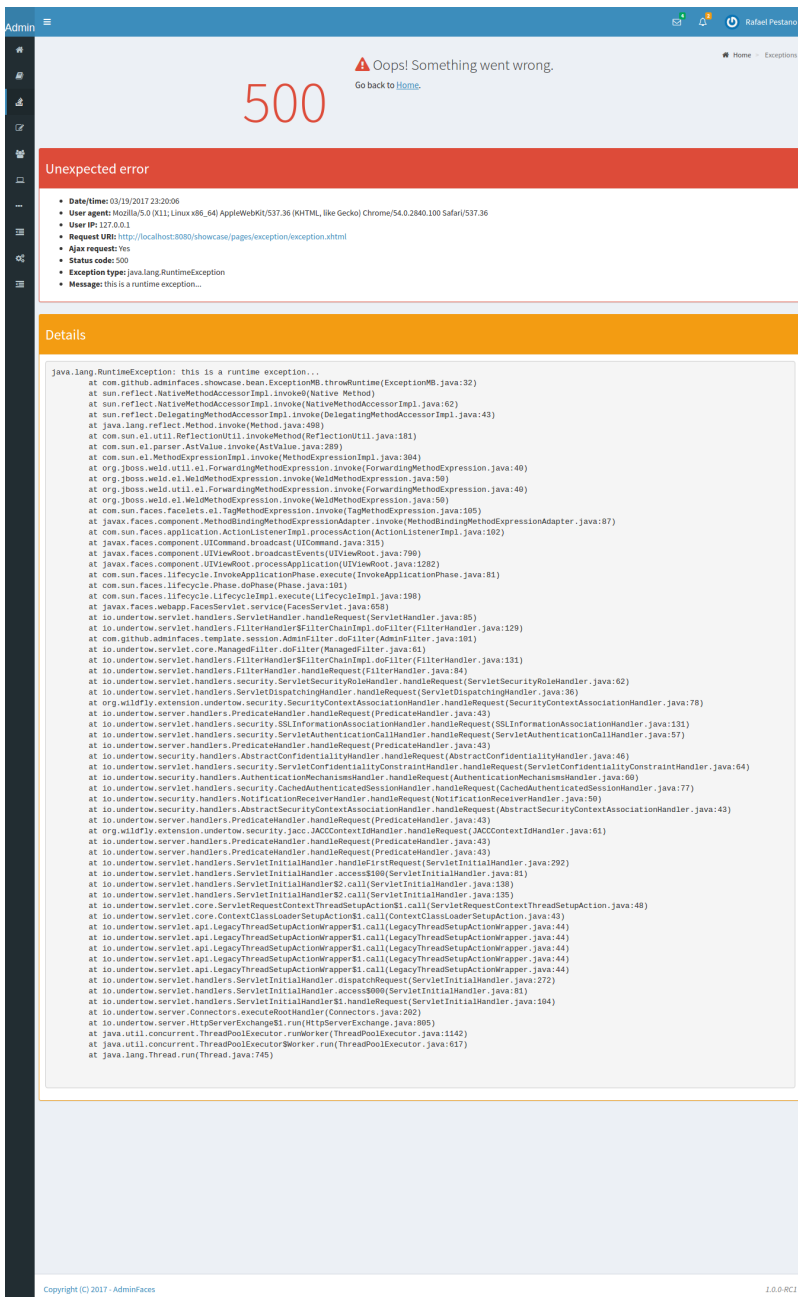 Admin
4
2
Rafael Pestano
500
Oops! Something went wrong.
Go back to Home.
Home
Exceptions
Unexpected error
Date/time: 03/19/2017 23:20:06
User agent: Mozilla/5.0 (X11; Linux x86_64) AppleWebKit/537.36 (KHTML, like Gecko) Chrome/54.0.2840.100 Safari/537.36
User IP: 127.0.0.1
Request URI: http://localhost:8080/showcase/pages/exception/exception.xhtml
Ajax request: Yes
Status code: 500
Exception type: java.lang.RuntimeException
Message: this is a runtime exception...
Details
java.lang.RuntimeException: this is a runtime exception...
at com.github.adminfaces.showcase.bean.ExceptionMB.throwRuntime(ExceptionMB.java:32)
at sun.reflect.NativeMethodAccessorImpl.invoke0(Native Method)
at sun.reflect.NativeMethodAccessorImpl.invoke(NativeMethodAccessorImpl.java:62)
at sun.reflect.DelegatingMethodAccessorImpl.invoke(DelegatingMethodAccessorImpl.java:43)
at java.lang.reflect.Method.invoke(Method.java:498)
at com.sun.el.util.ReflectionUtil.invokeMethod(ReflectionUtil.java:181)
at com.sun.el.parser.AstValue.invoke(AstValue.java:289)
at com.sun.el.MethodExpressionImpl.invoke(MethodExpressionImpl.java:304)
at org.jboss.weld.util.el.ForwardingMethodExpression.invoke(ForwardingMethodExpression.java:40)
at org.jboss.weld.el.WeldMethodExpression.invoke(WeldMethodExpression.java:50)
at org.jboss.weld.util.el.ForwardingMethodExpression.invoke(ForwardingMethodExpression.java:40)
at org.jboss.weld.el.WeldMethodExpression.invoke(WeldMethodExpression.java:50)
at com.sun.faces.facelets.el.TagMethodExpression.invoke(TagMethodExpression.java:105)
at javax.faces.component.MethodBindingMethodExpressionAdapter.invoke(MethodBindingMethodExpressionAdapter.java:87)
at com.sun.faces.application.ActionListenerImpl.processAction(ActionListenerImpl.java:102)
at javax.faces.component.UICommand.broadcast(UICommand.java:315)
at javax.faces.component.UIViewRoot.broadcastEvents(UIViewRoot.java:790)
at javax.faces.component.UIViewRoot.processApplication(UIViewRoot.java:1282)
at com.sun.faces.lifecycle.InvokeApplicationPhase.execute(InvokeApplicationPhase.java:81)
at com.sun.faces.lifecycle.Phase.doPhase(Phase.java:101)
at com.sun.faces.lifecycle.LifecycleImpl.execute(LifecycleImpl.java:198)
at javax.faces.webapp.FacesServlet.service(FacesServlet.java:658)
at io.undertow.servlet.handlers.ServletHandler.handleRequest(ServletHandler.java:85)
at io.undertow.servlet.handlers.FilterHandler$FilterChainImpl.doFilter(FilterHandler.java:129)
at com.github.adminfaces.template.session.AdminFilter.doFilter(AdminFilter.java:101)
at io.undertow.servlet.core.ManagedFilter.doFilter(ManagedFilter.java:61)
at io.undertow.servlet.handlers.FilterHandler$FilterChainImpl.doFilter(FilterHandler.java:131)
at io.undertow.servlet.handlers.FilterHandler.handleRequest(FilterHandler.java:84)
at io.undertow.servlet.handlers.security.ServletSecurityRoleHandler.handleRequest(ServletSecurityRoleHandler.java:62)
at io.undertow.servlet.handlers.ServletDispatchingHandler.handleRequest(ServletDispatchingHandler.java:36)
at org.wildfly.extension.undertow.security.SecurityContextAssociationHandler.handleRequest(SecurityContextAssociationHandler.java:78)
at io.undertow.server.handlers.PredicateHandler.handleRequest(PredicateHandler.java:43)
at io.undertow.servlet.handlers.security.SSLInformationAssociationHandler.handleRequest(SSLInformationAssociationHandler.java:131)
at io.undertow.servlet.handlers.security.ServletAuthenticationCallHandler.handleRequest(ServletAuthenticationCallHandler.java:57)
at io.undertow.server.handlers.PredicateHandler.handleRequest(PredicateHandler.java:43)
at io.undertow.security.handlers.AbstractConfidentialityHandler.handleRequest(AbstractConfidentialityHandler.java:46)
at io.undertow.servlet.handlers.security.ServletConfidentialityConstraintHandler.handleRequest(ServletConfidentialityConstraintHandler.java:64)
at io.undertow.security.handlers.AuthenticationMechanismsHandler.handleRequest(AuthenticationMechanismsHandler.java:60)
at io.undertow.servlet.handlers.security.CachedAuthenticatedSessionHandler.handleRequest(CachedAuthenticatedSessionHandler.java:77)
at io.undertow.security.handlers.NotificationReceiverHandler.handleRequest(NotificationReceiverHandler.java:50)
at io.undertow.security.handlers.AbstractSecurityContextAssociationHandler.handleRequest(AbstractSecurityContextAssociationHandler.java:43)
at io.undertow.server.handlers.PredicateHandler.handleRequest(PredicateHandler.java:43)
at org.wildfly.extension.undertow.security.jacc.JACCContextIdHandler.handleRequest(JACCContextIdHandler.java:61)
at io.undertow.server.handlers.PredicateHandler.handleRequest(PredicateHandler.java:43)
at io.undertow.server.handlers.PredicateHandler.handleRequest(PredicateHandler.java:43)
at io.undertow.servlet.handlers.ServletInitialHandler.handleFirstRequest(ServletInitialHandler.java:292)
at io.undertow.servlet.handlers.ServletInitialHandler.access$100(ServletInitialHandler.java:81)
at io.undertow.servlet.handlers.ServletInitialHandler$2.call(ServletInitialHandler.java:138)
at io.undertow.servlet.handlers.ServletInitialHandler$2.call(ServletInitialHandler.java:135)
at io.undertow.servlet.core.ServletRequestContextThreadSetupAction$1.call(ServletRequestContextThreadSetupAction.java:48)
at io.undertow.servlet.core.ContextClassLoaderSetupAction$1.call(ContextClassLoaderSetupAction.java:43)
at io.undertow.servlet.api.LegacyThreadSetupActionWrapper$1.call(LegacyThreadSetupActionWrapper.java:44)
at io.undertow.servlet.api.LegacyThreadSetupActionWrapper$1.call(LegacyThreadSetupActionWrapper.java:44)
at io.undertow.servlet.api.LegacyThreadSetupActionWrapper$1.call(LegacyThreadSetupActionWrapper.java:44)
at io.undertow.servlet.api.LegacyThreadSetupActionWrapper$1.call(LegacyThreadSetupActionWrapper.java:44)
at io.undertow.servlet.api.LegacyThreadSetupActionWrapper$1.call(LegacyThreadSetupActionWrapper.java:44)
at io.undertow.servlet.handlers.ServletInitialHandler.dispatchRequest(ServletInitialHandler.java:272)
at io.undertow.servlet.handlers.ServletInitialHandler.access$000(ServletInitialHandler.java:81)
at io.undertow.servlet.handlers.ServletInitialHandler$1.handleRequest(ServletInitialHandler.java:104)
at io.undertow.server.Connectors.executeRootHandler(Connectors.java:202)
at io.undertow.server.HttpServerExchange$1.run(HttpServerExchange.java:805)
at java.util.concurrent.ThreadPoolExecutor.runWorker(ThreadPoolExecutor.java:1142)
at java.util.concurrent.ThreadPoolExecutor$Worker.run(ThreadPoolExecutor.java:617)
at java.lang.Thread.run(Thread.java:745)
Copyright (C) 2017 - AdminFaces
1.0.0-RC1